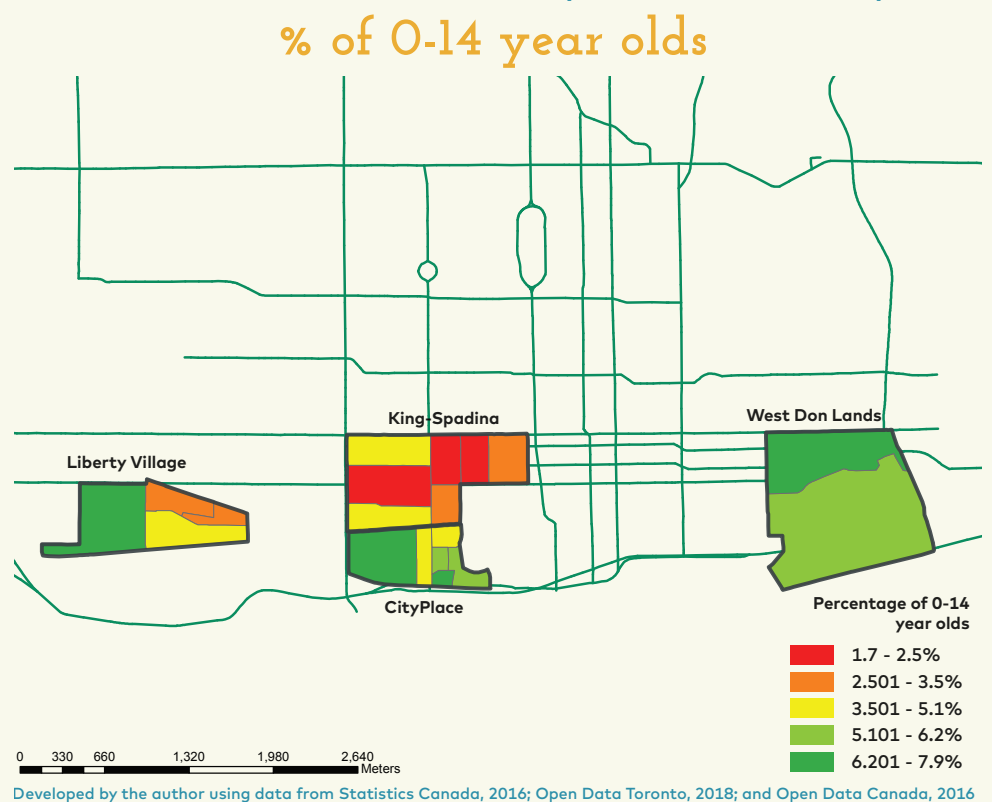 % of 0-14 year olds
King-Spadina
West Don Lands
Liberty Village
CityPlace
Percentage of 0-14
year olds
1.7 - 2.5%
2.501 - 3.5%
3.501 - 5.1%
5.101 - 6.2%
6.201 - 7.9%
0 330 660 1,320 1,980 2,640
Meters
Developed by the author using data from Statistics Canada, 2016; Open Data Toronto, 2018; and Open Data Canada, 2016